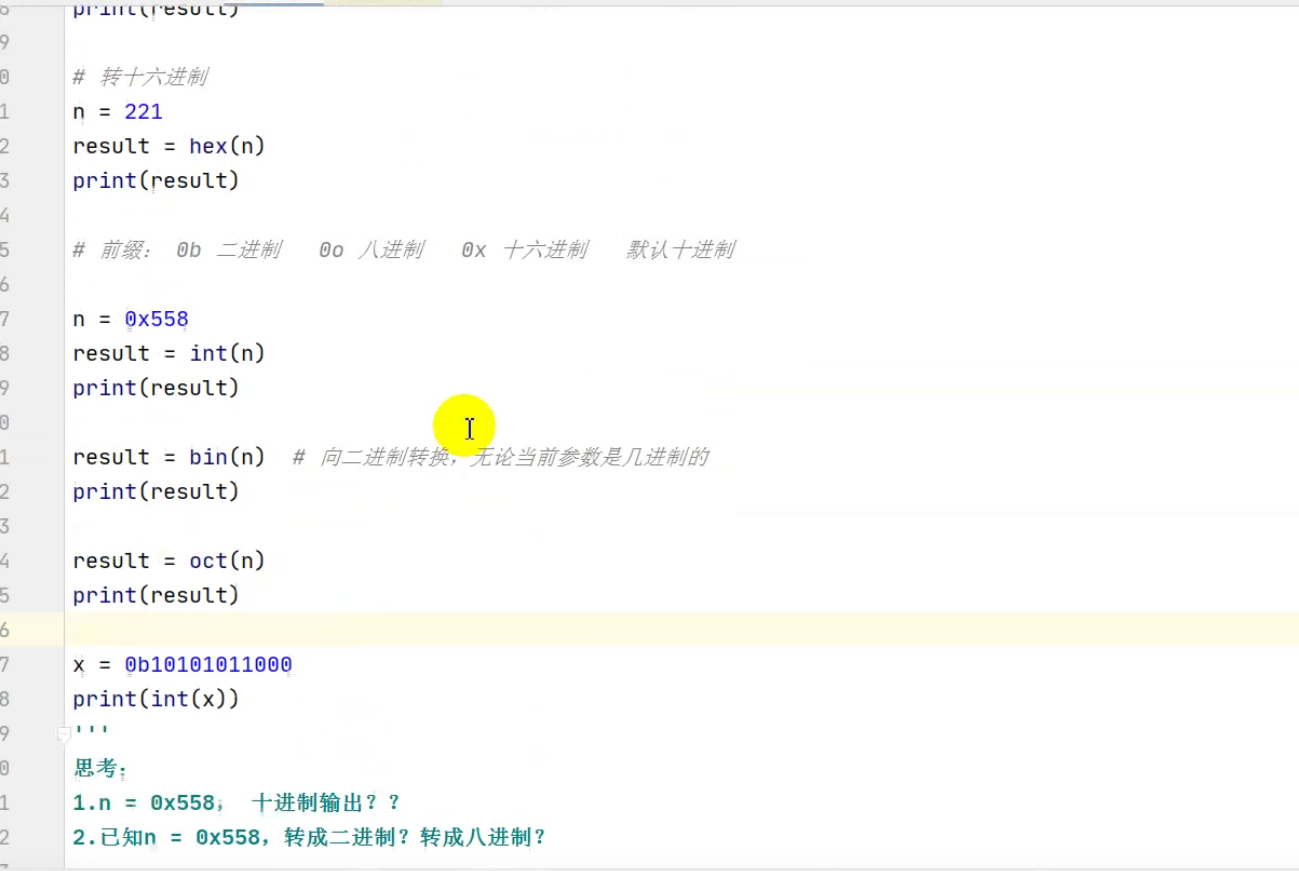 print(result)
9
0 # 转十六进制
1 n = 221
2 result = hex(n)
3 print(result)
4
5 # 前缀： 0b 二进制 0o 八进制 0x 十六进制 默认十进制
6
7 n = 0x558
8 result = int(n)
9 print(result)
0
1 result = bin(n) # 向二进制转换，无论当前参数是几进制的
2 print(result)
3
4 result = oct(n)
5 print(result)
6
7 x = 0b10101011000
8 print(int(x))
9 '''
0 思考：
1 1.n = 0x558， 十进制输出？？
2 2.已知n = 0x558，转成二进制？转成八进制？